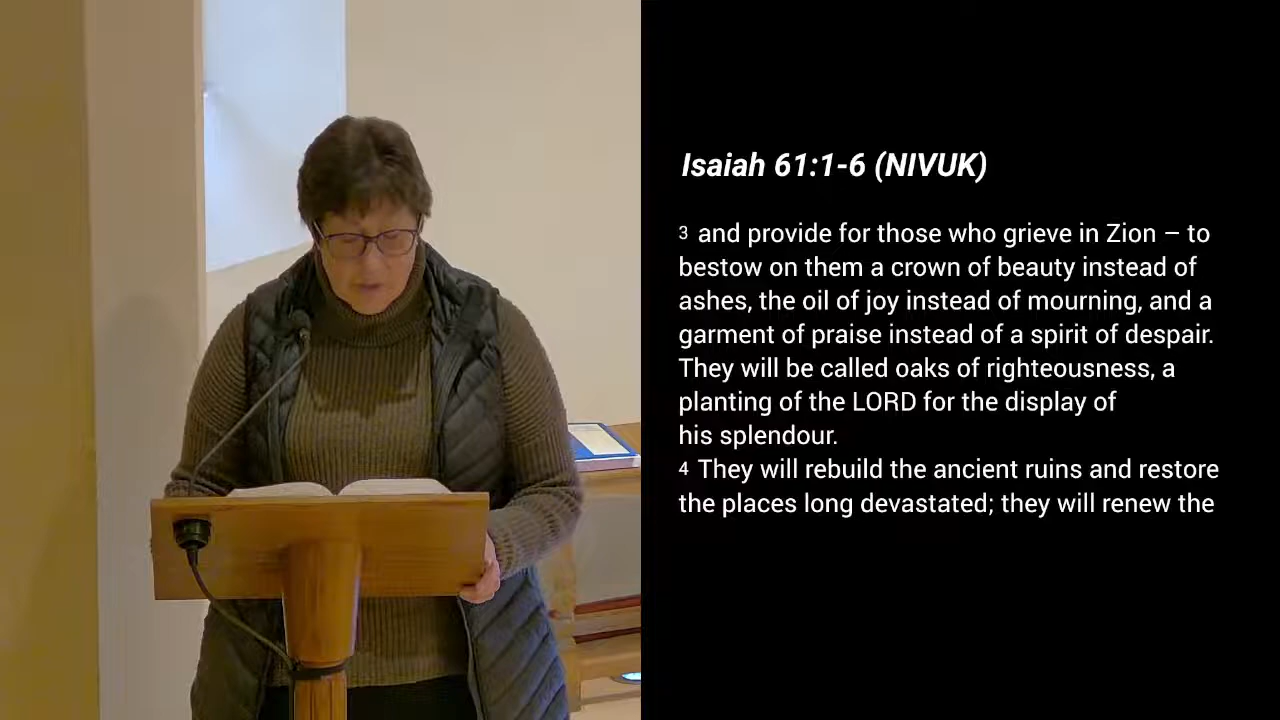 Isaiah 61:1-6 (NIVUK)
3 and provide for those who grieve in Zion – to
bestow on them a crown of beauty instead of
ashes, the oil of joy instead of mourning, and a
garment of praise instead of a spirit of despair.
They will be called oaks of righteousness, a
planting of the LORD for the display of
his splendour.
4 They will rebuild the ancient ruins and restore
the places long devastated; they will renew the